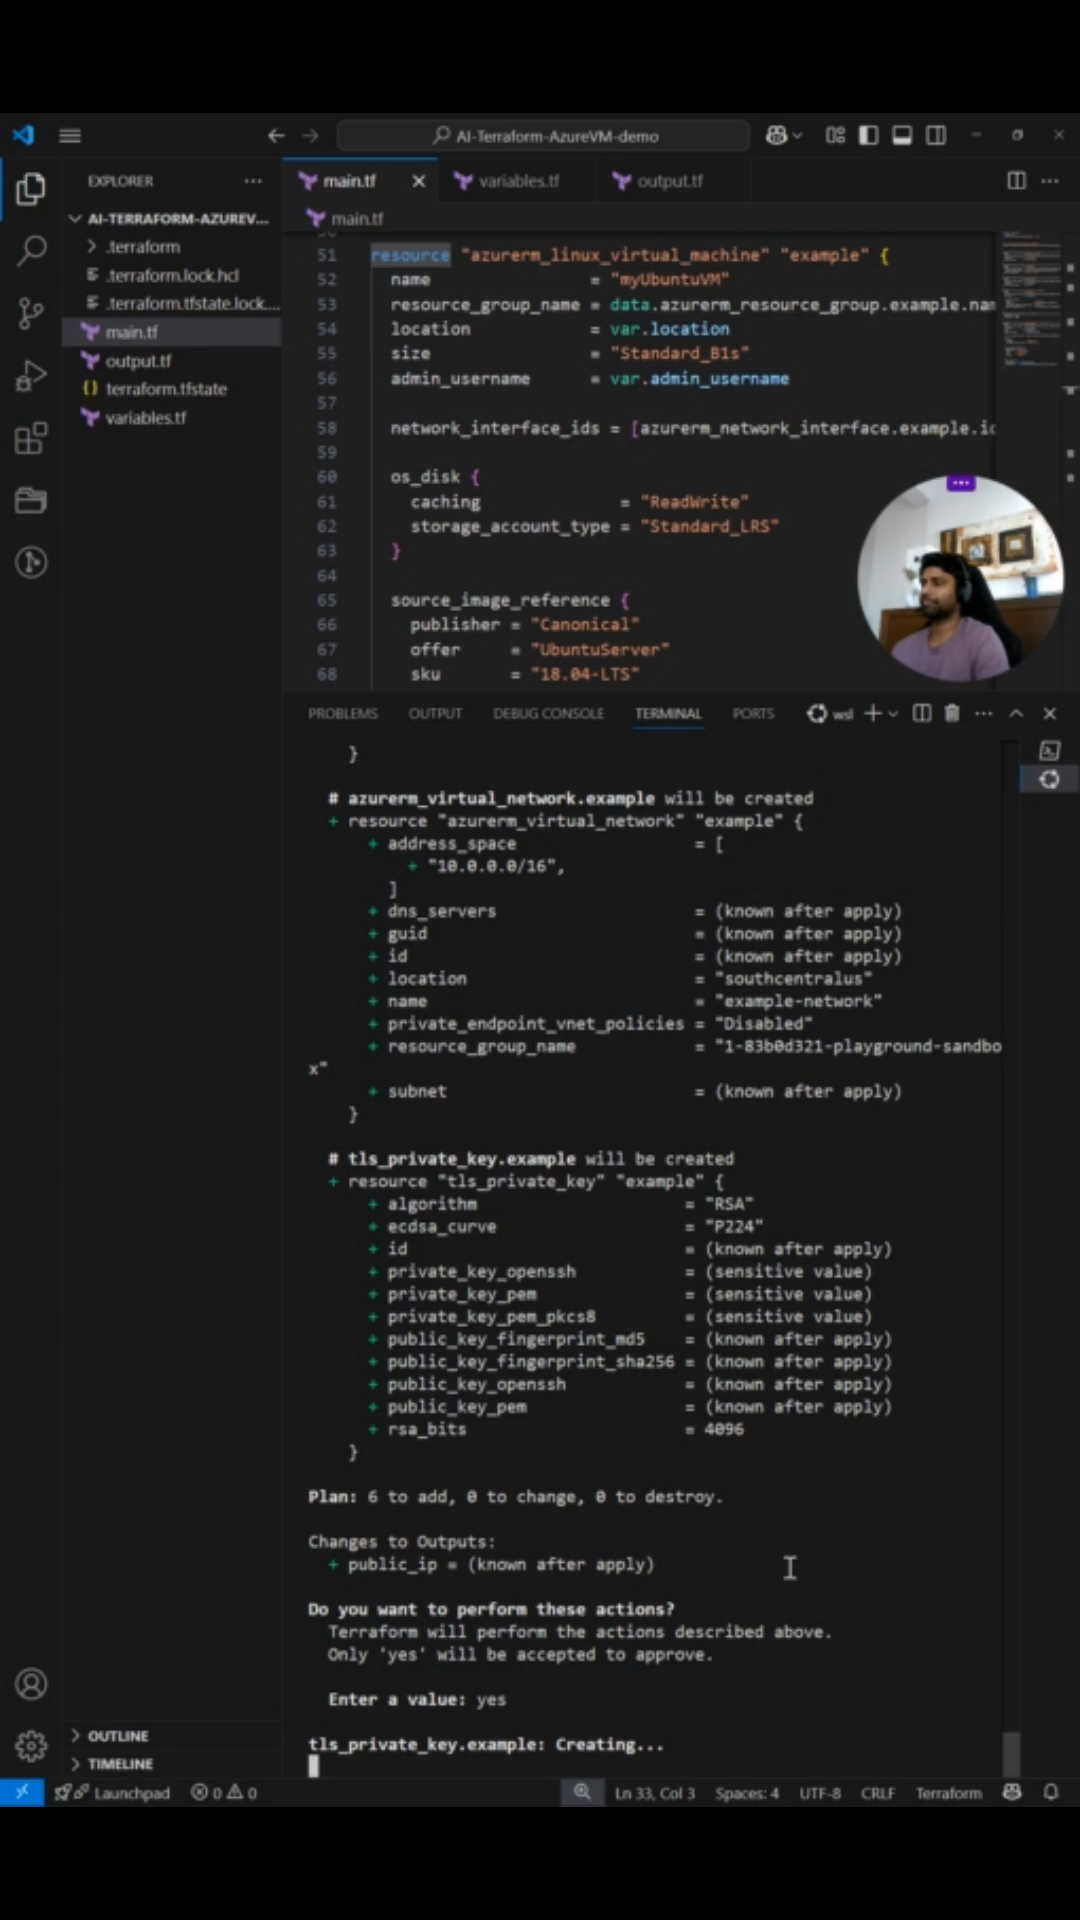 AI-Terraform-AzureVM-demo
EXPLORER
AI-TERRAFORM-AZUREV...
.terraform
.terraform.lock.hcl
.terraform.tfstate.lock....
main.tf
output.tf
terraform.tfstate
variables.tf
OUTLINE
TIMELINE
main.tf
variables.tf
output.tf
main.tf
51 resource "azurerm_linux_virtual_machine" "example" {
52 name = "myUbuntuVM"
53 resource_group_name = data.azurerm_resource_group.example.nam
54 location = var.location
55 size = "Standard_B1s"
56 admin_username = var.admin_username
57
58 network_interface_ids = [azurerm_network_interface.example.ic
59
60 os_disk {
61 caching = "ReadWrite"
62 storage_account_type = "Standard_LRS"
63 }
64
65 source_image_reference {
66 publisher = "Canonical"
67 offer = "UbuntuServer"
68 sku = "18.04-LTS"
PROBLEMS OUTPUT DEBUG CONSOLE TERMINAL PORTS wsl
}
# azurerm_virtual_network.example will be created
+ resource "azurerm_virtual_network" "example" {
+ address_space = [
+ "10.0.0.0/16",
]
+ dns_servers = (known after apply)
+ guid = (known after apply)
+ id = (known after apply)
+ location = "southcentralus"
+ name = "example-network"
+ private_endpoint_vnet_policies = "Disabled"
+ resource_group_name = "1-83b0d321-playground-sandbo
x"
+ subnet = (known after apply)
}
# tls_private_key.example will be created
+ resource "tls_private_key" "example" {
+ algorithm = "RSA"
+ ecdsa_curve = "P224"
+ id = (known after apply)
+ private_key_openssh = (sensitive value)
+ private_key_pem = (sensitive value)
+ private_key_pem_pkcs8 = (sensitive value)
+ public_key_fingerprint_md5 = (known after apply)
+ public_key_fingerprint_sha256 = (known after apply)
+ public_key_openssh = (known after apply)
+ public_key_pem = (known after apply)
+ rsa_bits = 4096
}
Plan: 6 to add, 0 to change, 0 to destroy.
Changes to Outputs:
+ public_ip = (known after apply)
Do you want to perform these actions?
Terraform will perform the actions described above.
Only 'yes' will be accepted to approve.
Enter a value: yes
tls_private_key.example: Creating...
Launchpad 0 0 Ln 33, Col 3 Spaces: 4 UTF-8 CRLF Terraform